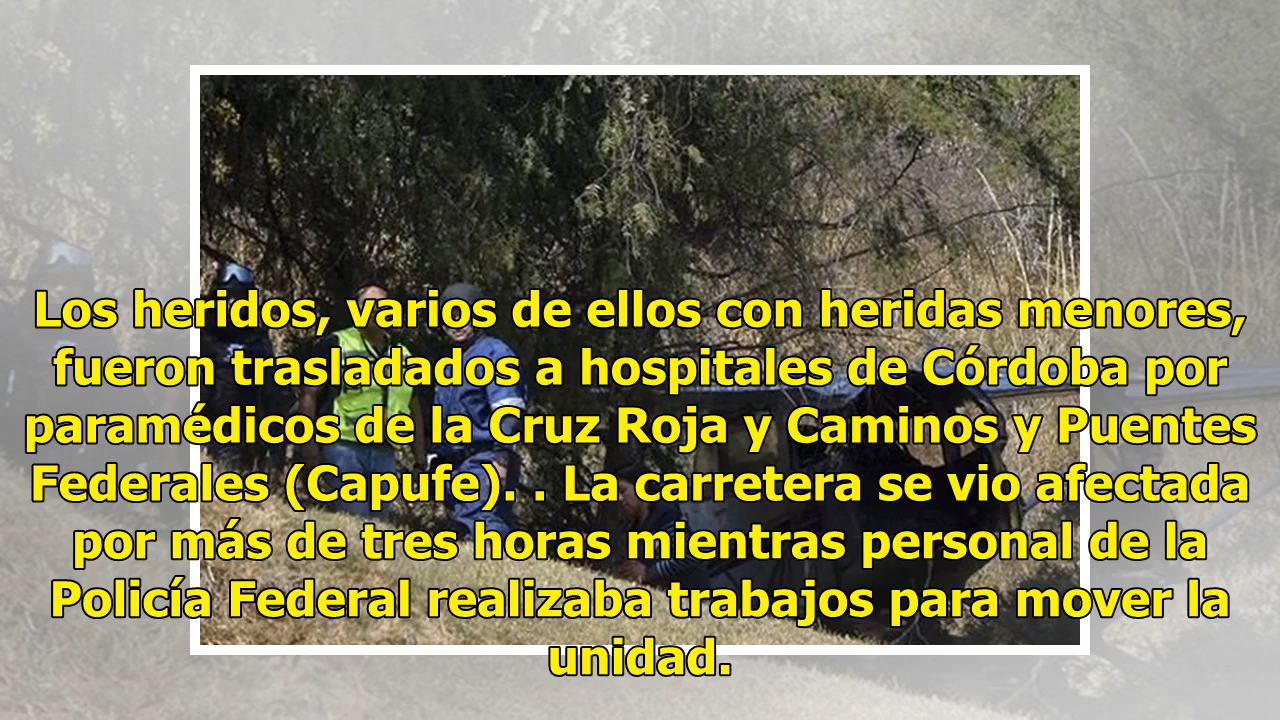 Los heridos, varios de ellos con heridas menores,
fueron trasladados a hospitales de Córdoba por
paramédicos de la Cruz Roja y Caminos y Puentes
Federales (Capufe). . La carretera se vio afectada
por más de tres horas mientras personal de la
Policía Federal realizaba trabajos para mover la
unidad.